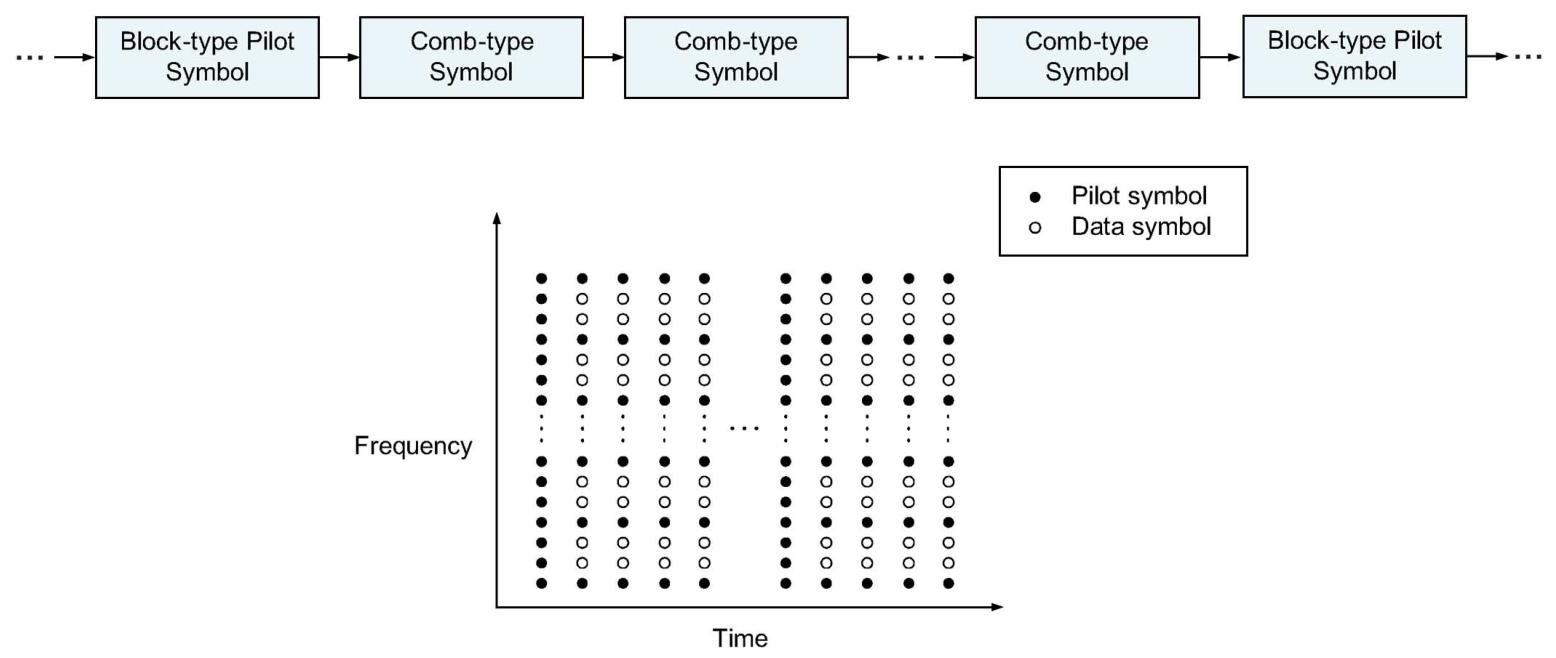 ... Block-type Pilot Comb-type Comb-type ... Comb-type Block-type Pilot ...
Symbol Symbol Symbol Symbol Symbol
Pilot symbol
Data symbol
...
Frequency
Time